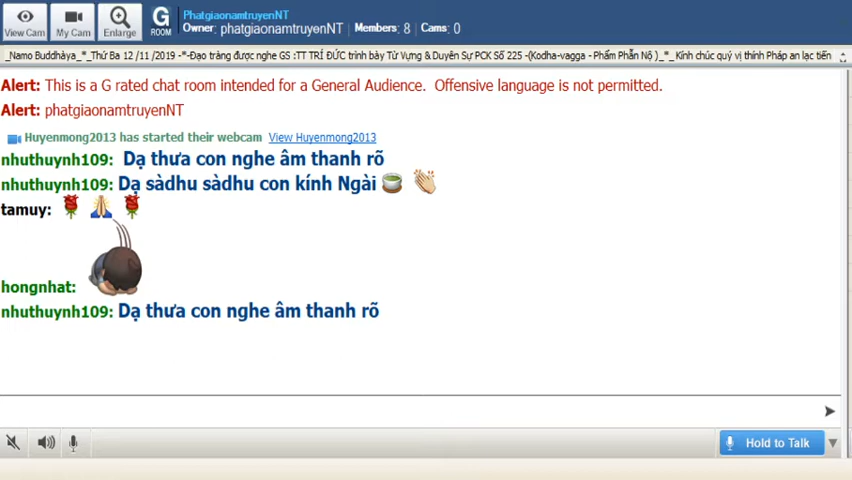 View Cam
My Cam
Enlarge
G
ROOM
PhatgiaonamtruyenNT
Owner: phatgiaonamtruyenNT | Members: 8 | Cams: 0
_Namo Buddhàya_*_Thứ Ba 12 /11 /2019 -*-Đạo tràng được nghe GS :TT TRÍ ĐỨC trình bày Từ Vựng & Duyên Sự PCK Số 225 -(Kodha-vagga - Phẩm Phẫn Nộ )_*_ Kính chúc quý vị thính Pháp an lạc tiến
Alert: This is a G rated chat room intended for a General Audience. Offensive language is not permitted.
Alert: phatgiaonamtruyenNT
Huyenmong2013 has started their webcam View Huyenmong2013
nhuthuynh109: Dạ thưa con nghe âm thanh rõ
nhuthuynh109: Dạ sàdhu sàdhu con kính Ngài 🍵 👏
tamuy: 🌹 🙏 🌹
hongnhat:
nhuthuynh109: Dạ thưa con nghe âm thanh rõ
Hold to Talk